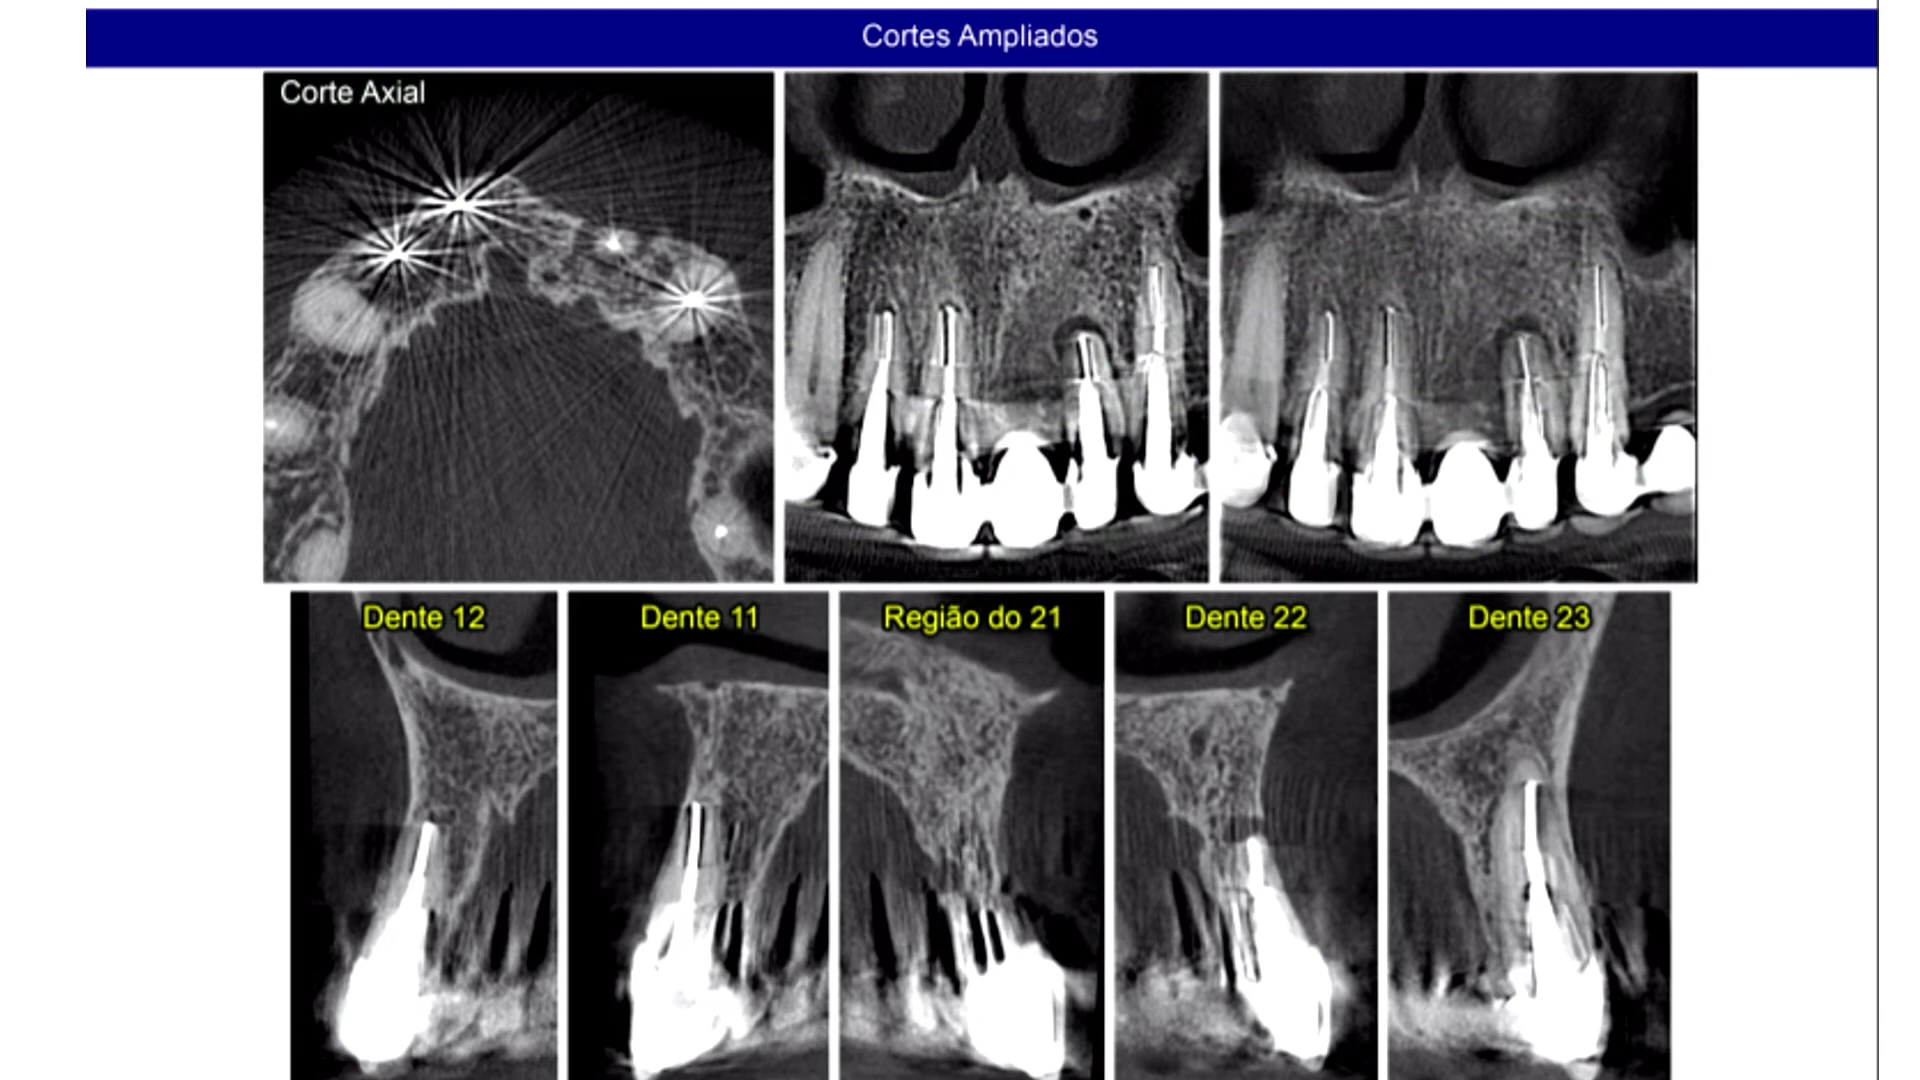 Cortes Ampliados
Corte Axial
Dente 12
Dente 11
Região do 21
Dente 22
Dente 23